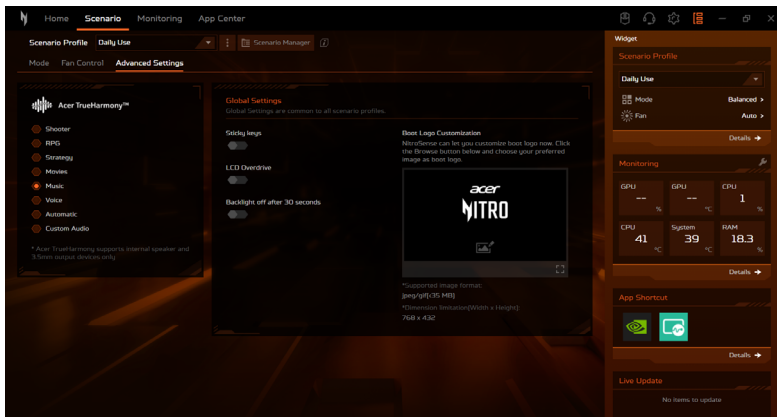 Home Scenario Monitoring App Center
Scenario Profile Daily Use Scenario Manager
Mode Fan Control Advanced Settings
Acer TrueHarmony™
Shooter
RPG
Strategy
Movies
Music
Voice
Automatic
Custom Audio
* Acer TrueHarmony supports internal speaker and
3.5mm output devices only.
Global Settings
Global Settings are common to all scenario profiles.
Sticky keys
LCD Overdrive
Backlight off after 30 seconds
Boot Logo Customization
NitroSense can let you customize boot logo now. Click
the Browse button below and choose your preferred
image as boot logo.
acer
NITRO
*Supported image format:
jpeg/gif[<35 MB]
*Dimension limitation(Width x Height):
768 x 432
Widget
Scenario Profile
Daily Use
Mode Balanced >
Fan Auto >
Details →
Monitoring
GPU -- %
GPU -- °C
CPU 1 %
CPU 41 °C
System 39 °C
RAM 18.3 %
Details →
App Shortcut
Details →
Live Update
No items to update